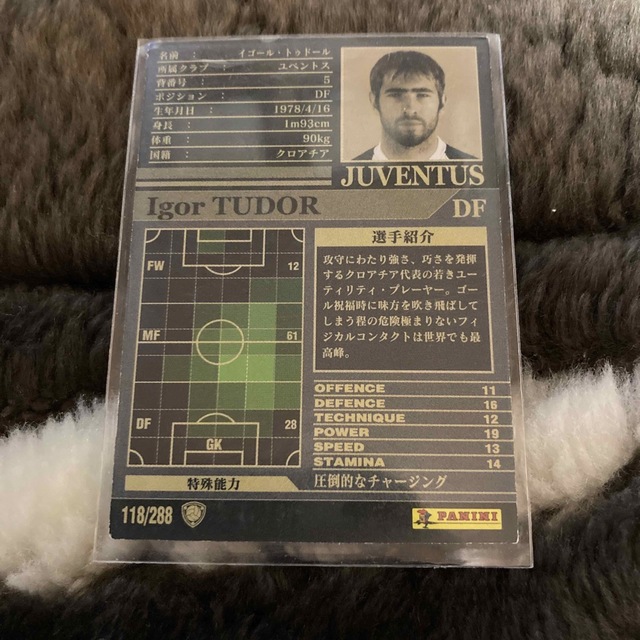 名前 : イゴール・トゥドール
所属クラブ : ユベントス
背番号 : 5
ポジション : DF
生年月日 : 1978/4/16
身長 : 1m93cm
体重 : 90kg
国籍 : クロアチア
JUVENTUS
Igor TUDOR DF
FW 12
MF 61
DF 28
GK
選手紹介
攻守にわたり強さ、巧さを発揮
するクロアチア代表の若きユー
ティリティ・プレーヤー。ゴー
ル祝福時に味方を吹き飛ばして
しまう程の危険極まりないフィ
ジカルコンタクトは世界でも最
高峰。
OFFENCE 11
DEFENCE 16
TECHNIQUE 12
POWER 19
SPEED 13
STAMINA 14
特殊能力 圧倒的なチャージング
118/288
PANINI